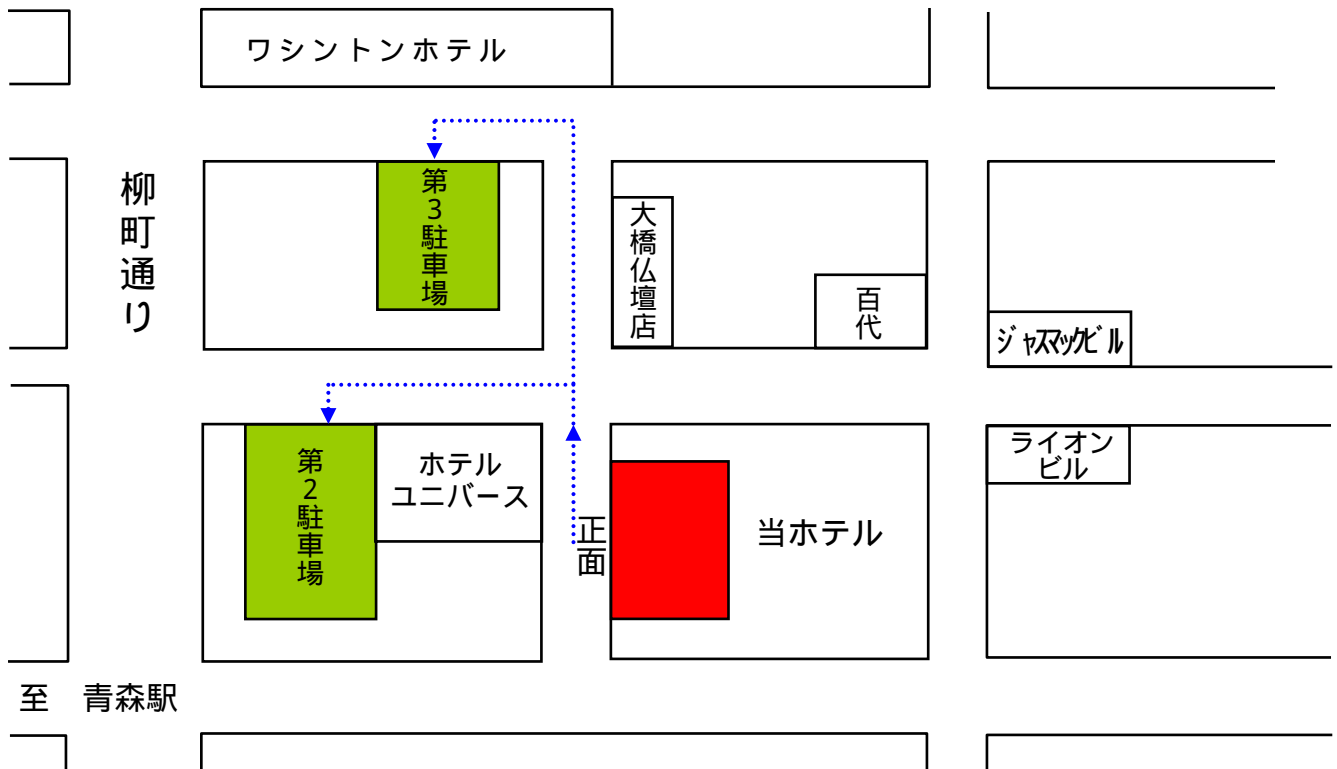 ワシントンホテル
柳町通り
第3駐車場
大橋仏壇店
百代
ジャスマックビル
第2駐車場
ホテル
ユニバース
正面
当ホテル
ライオン
ビル
至 青森駅